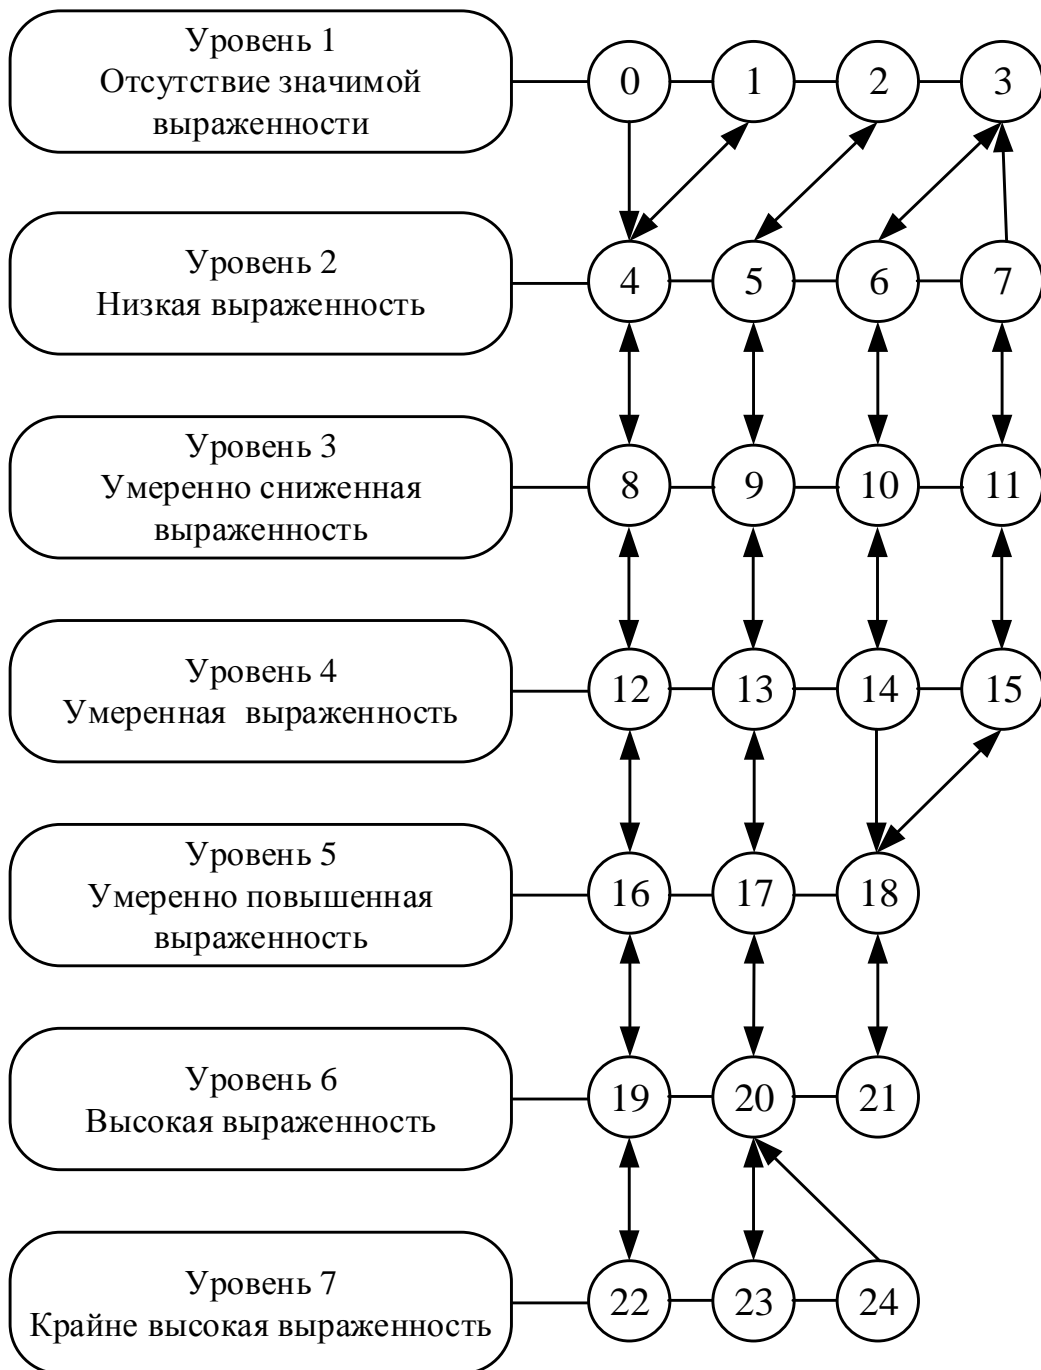 Уровень 1
Отсутствие значимой
выраженности
0 1 2 3
Уровень 2
Низкая выраженность
4 5 6 7
Уровень 3
Умеренно сниженная
выраженность
8 9 10 11
Уровень 4
Умеренная выраженность
12 13 14 15
Уровень 5
Умеренно повышенная
выраженность
16 17 18
Уровень 6
Высокая выраженность
19 20 21
Уровень 7
Крайне высокая выраженность
22 23 24